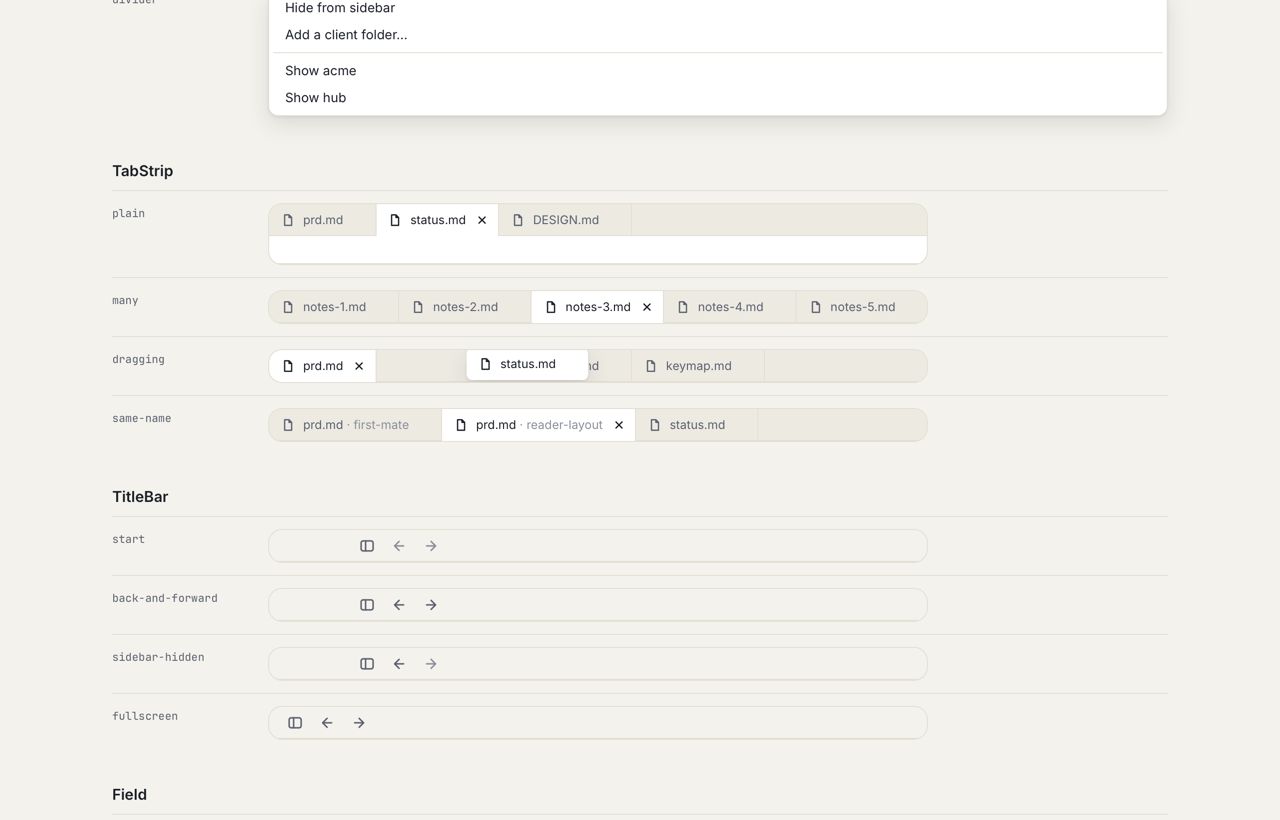 Hide from sidebar
Add a client folder...
Show acme
Show hub
TabStrip
plain
prd.md
status.md
DESIGN.md
many
notes-1.md
notes-2.md
notes-3.md
notes-4.md
notes-5.md
dragging
prd.md
status.md
keymap.md
same-name
prd.md · first-mate
prd.md · reader-layout
status.md
TitleBar
start
back-and-forward
sidebar-hidden
fullscreen
Field